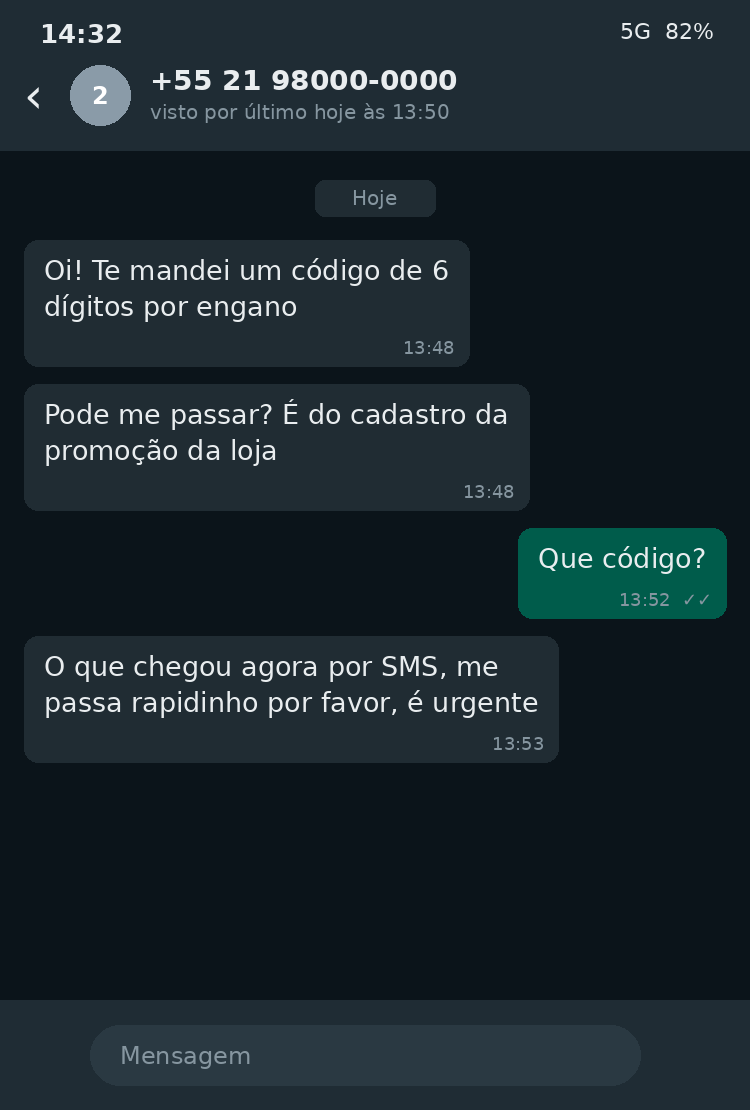 14:32
5G 82%
‹
2
+55 21 98000-0000
visto por último hoje às 13:50
Hoje
Oi! Te mandei um código de 6
dígitos por engano
13:48
Pode me passar? É do cadastro da
promoção da loja
13:48
Que código?
13:52 ✓✓
O que chegou agora por SMS, me
passa rapidinho por favor, é urgente
13:53
Mensagem